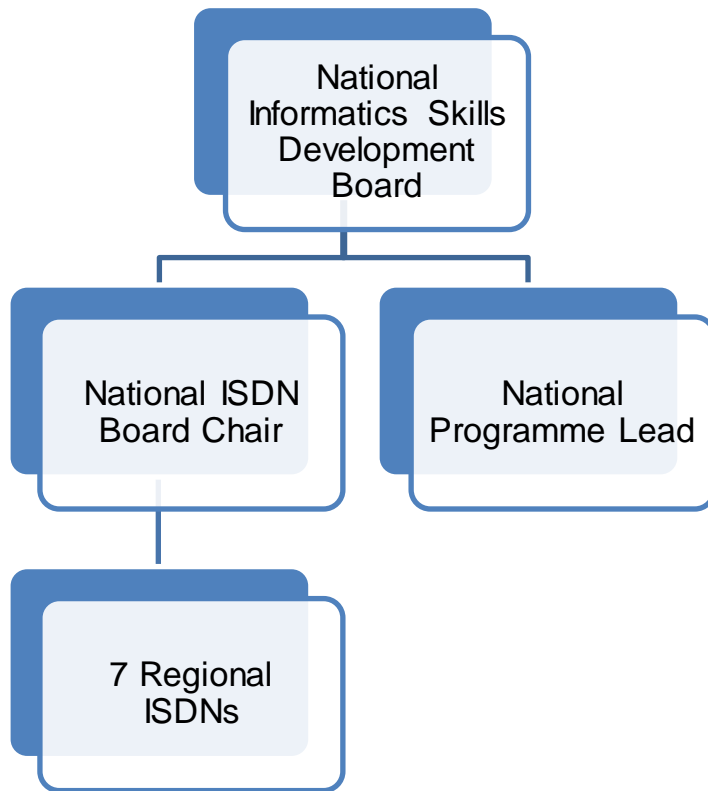 National
Informatics Skills
Development
Board
National ISDN
Board Chair
National
Programme Lead
7 Regional
ISDNs